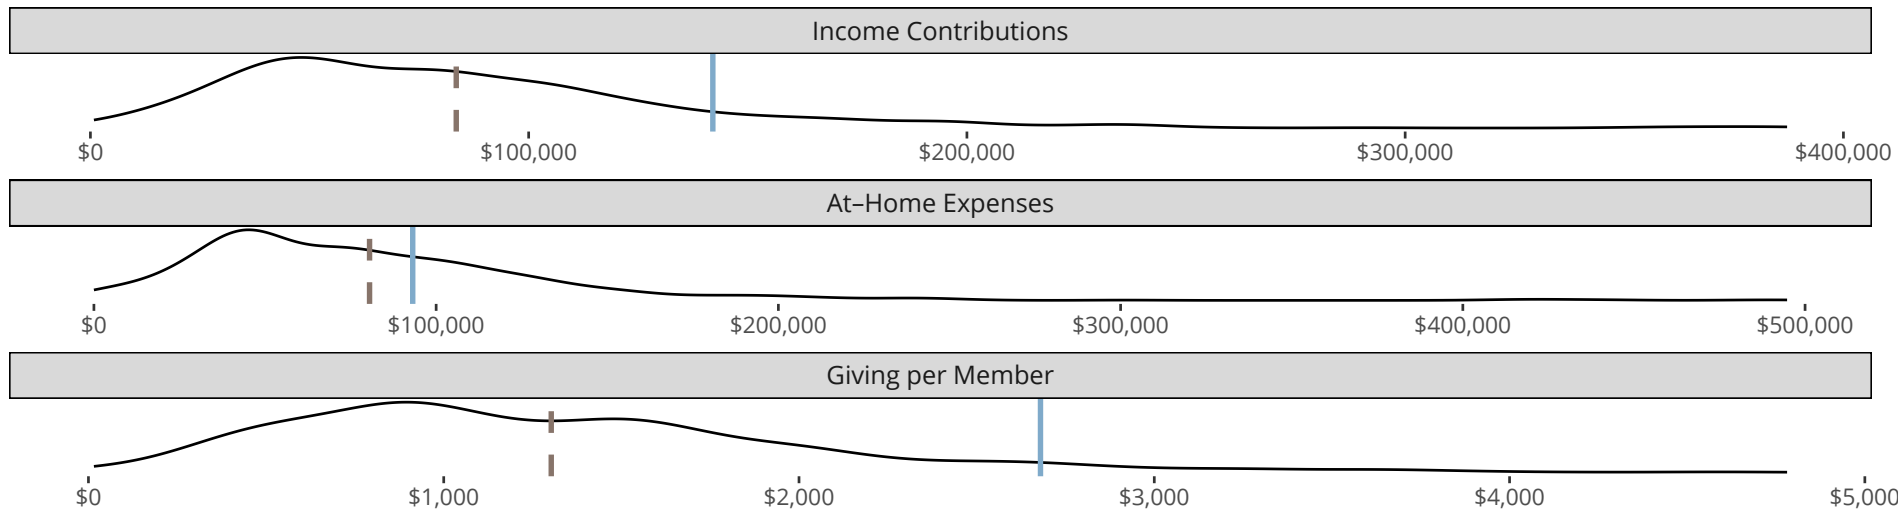 Income Contributions
$0 $100,000 $200,000 $300,000 $400,000
At–Home Expenses
$0 $100,000 $200,000 $300,000 $400,000 $500,000
Giving per Member
$0 $1,000 $2,000 $3,000 $4,000 $5,000